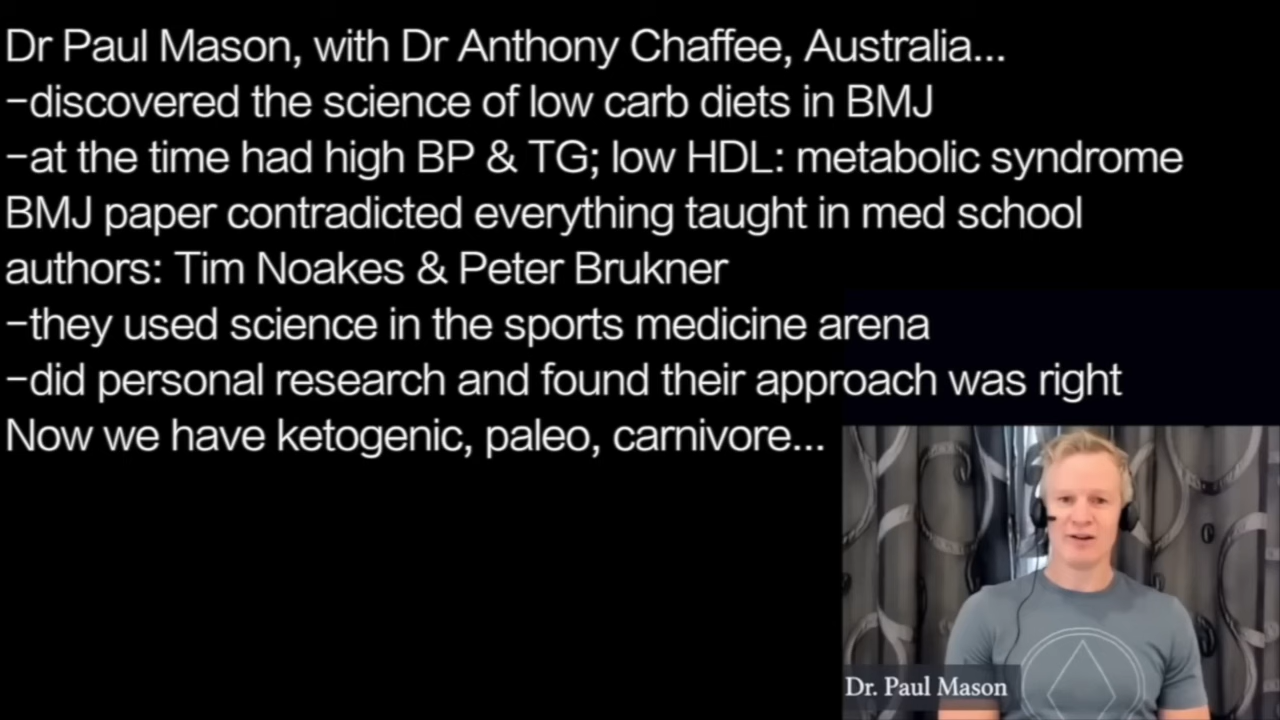 Dr Paul Mason, with Dr Anthony Chaffee, Australia...
–discovered the science of low carb diets in BMJ
–at the time had high BP & TG; low HDL: metabolic syndrome
BMJ paper contradicted everything taught in med school
authors: Tim Noakes & Peter Brukner
–they used science in the sports medicine arena
–did personal research and found their approach was right
Now we have ketogenic, paleo, carnivore...
Dr. Paul Mason